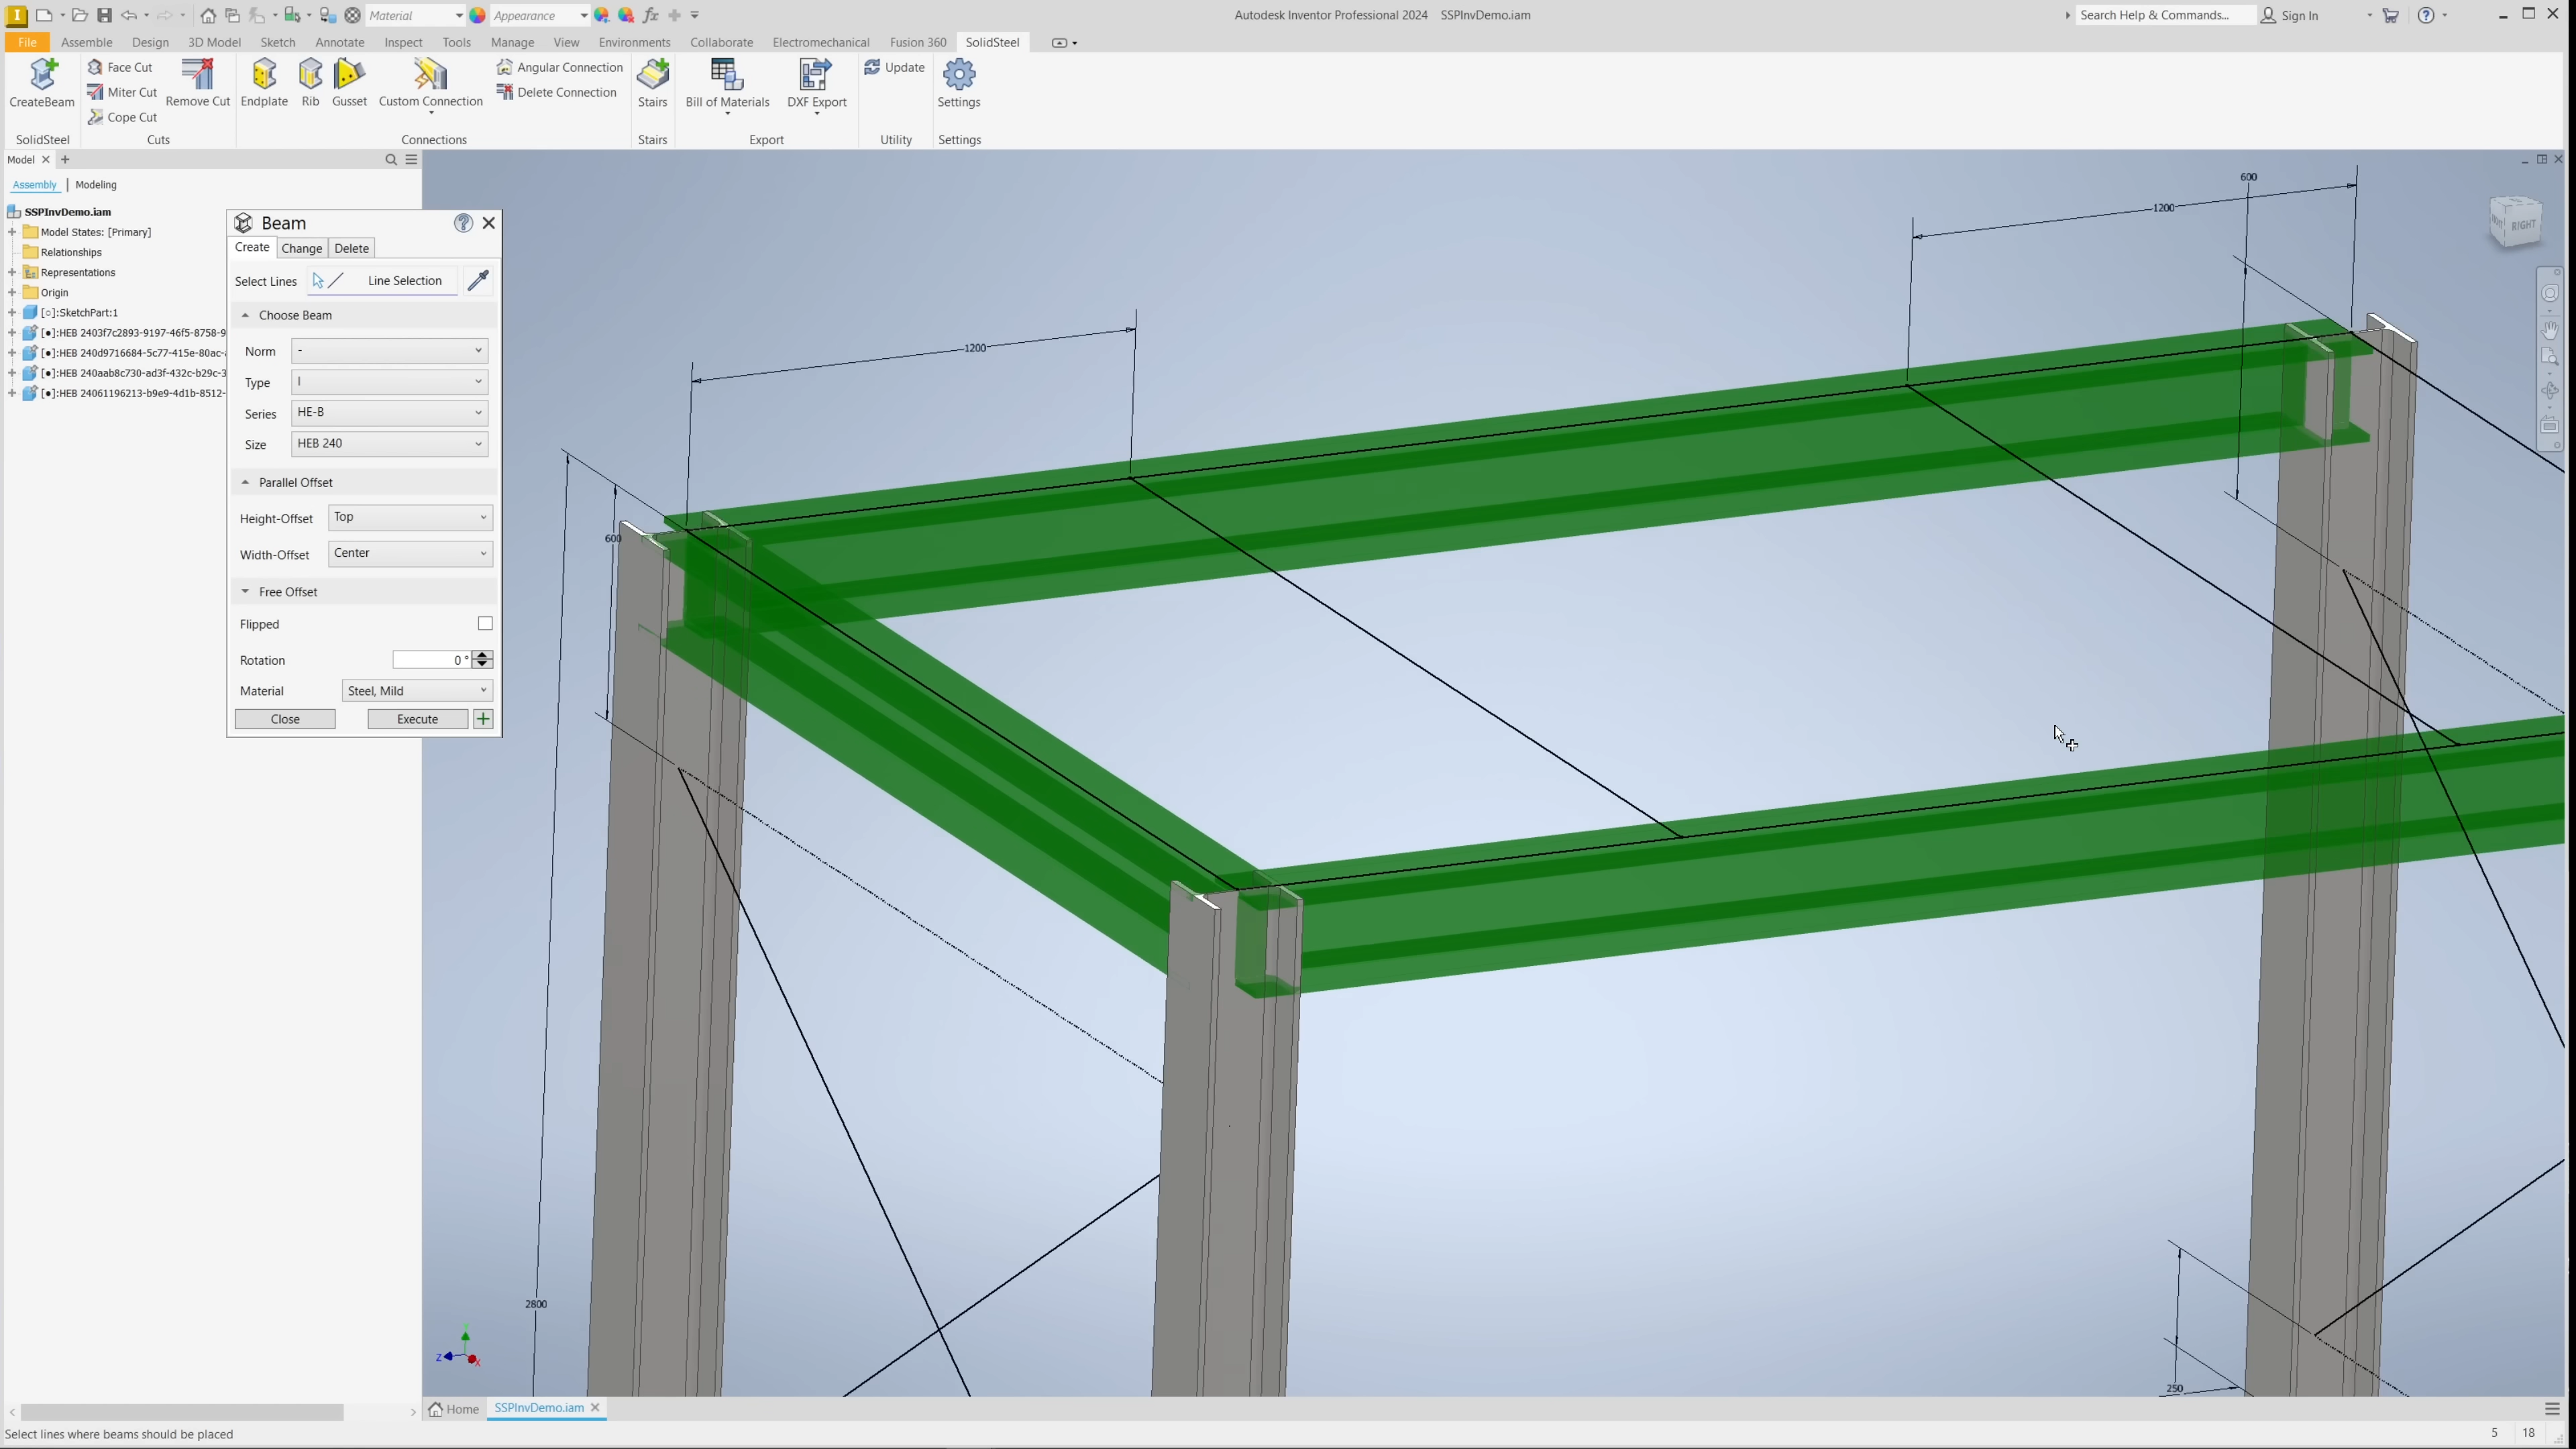 Material
Appearance
Autodesk Inventor Professional 2024 SSPInvDemo.iam
Search Help & Commands...
Sign In
File Assemble Design 3D Model Sketch Annotate Inspect Tools Manage View Environments Collaborate Electromechanical Fusion 360 SolidSteel
CreateBeam
Face Cut
Miter Cut
Cope Cut
Remove Cut
Endplate
Rib
Gusset
Custom Connection
Angular Connection
Delete Connection
Stairs
Bill of Materials
DXF Export
Update
Settings
SolidSteel Cuts Connections Stairs Export Utility Settings
Model
Assembly | Modeling
SSPInvDemo.iam
Model States: [Primary]
Relationships
Representations
Origin
[○]:SketchPart:1
[●]:HEB 2403f7c2893-9197-46f5-8758-9
[●]:HEB 240d9716684-5c77-415e-80ac-
[●]:HEB 240aab8c730-ad3f-432c-b29c-3
[●]:HEB 24061196213-b9e9-4d1b-8512-
Beam
Create Change Delete
Select Lines Line Selection
Choose Beam
Norm -
Type I
Series HE-B
Size HEB 240
Parallel Offset
Height-Offset Top
Width-Offset Center
Free Offset
Flipped
Rotation 0 °
Material Steel, Mild
Close Execute
600
1200
1200
600
2800
250
RIGHT
Z
X
Home SSPInvDemo.iam
Select lines where beams should be placed
5 18